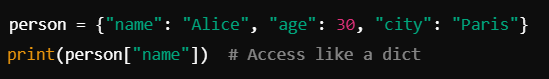 person = {"name": "Alice", "age": 30, "city": "Paris"}
print(person["name"])  # Access like a dict